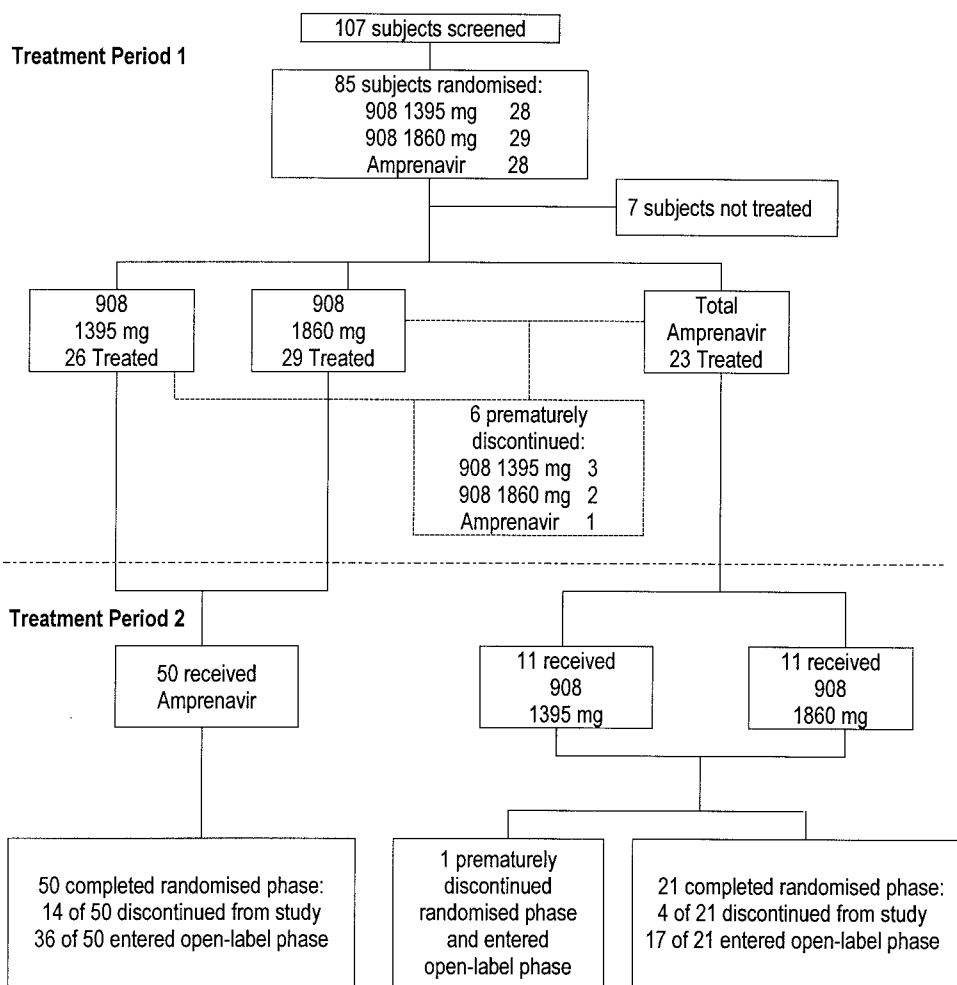 107 subjects screened
Treatment Period 1
85 subjects randomised:
908 1395 mg 28
908 1860 mg 29
Amprenavir 28
7 subjects not treated
908
1395 mg
26 Treated
908
1860 mg
29 Treated
Total
Amprenavir
23 Treated
6 prematurely
discontinued:
908 1395 mg 3
908 1860 mg 2
Amprenavir 1
Treatment Period 2
50 received
Amprenavir
11 received
908
1395 mg
11 received
908
1860 mg
50 completed randomised phase:
14 of 50 discontinued from study
36 of 50 entered open-label phase
1 prematurely
discontinued
randomised phase
and entered
open-label phase
21 completed randomised phase:
4 of 21 discontinued from study
17 of 21 entered open-label phase